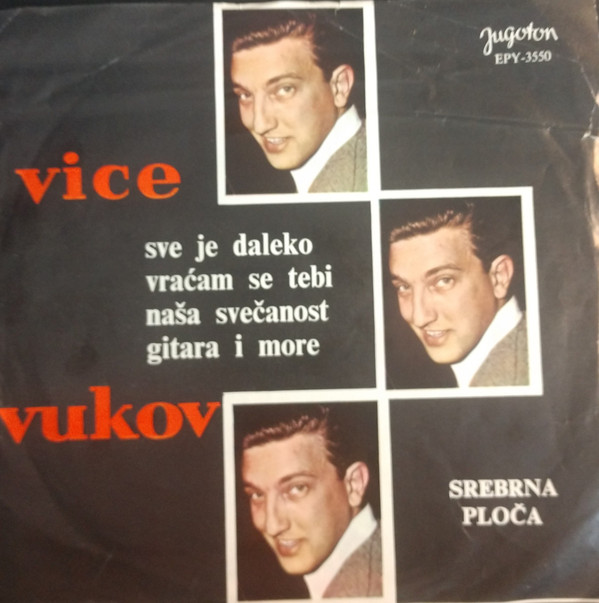 Jugoton
EPY-3550
vice
sve je daleko
vraćam se tebi
naša svečanost
gitara i more
vukov
SREBRNA
PLOČA